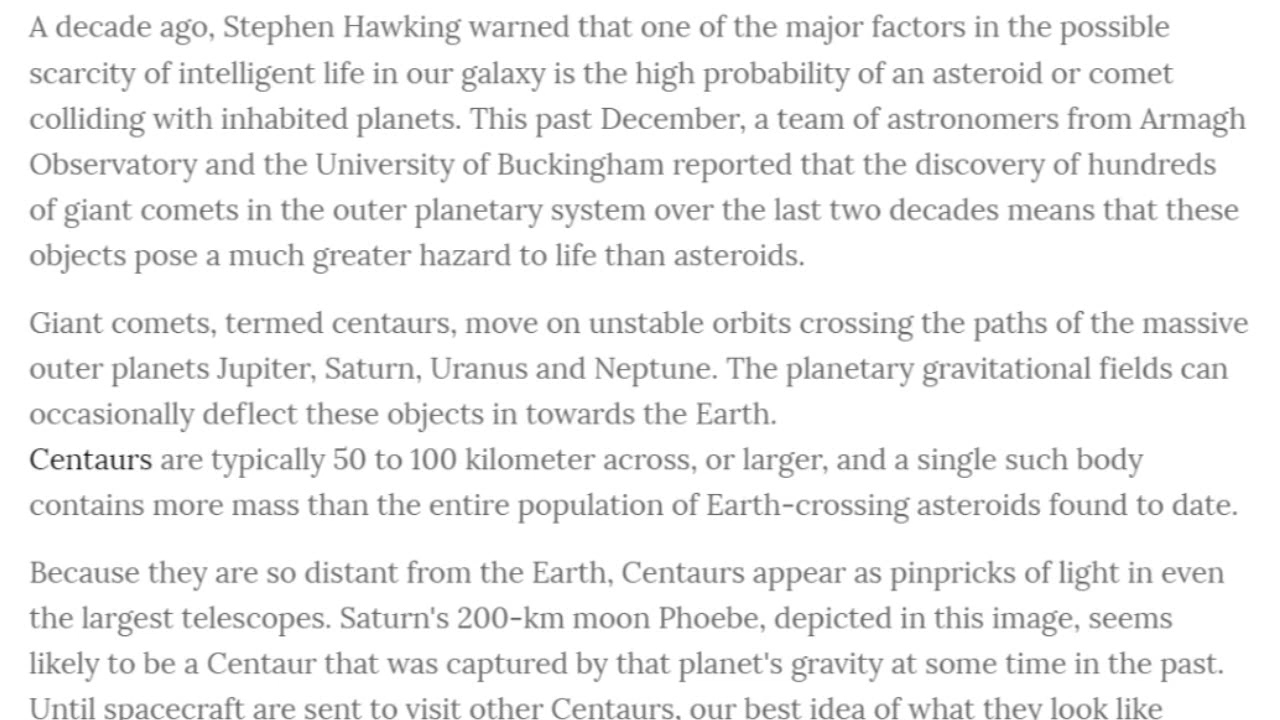 A decade ago, Stephen Hawking warned that one of the major factors in the possible
scarcity of intelligent life in our galaxy is the high probability of an asteroid or comet
colliding with inhabited planets. This past December, a team of astronomers from Armagh
Observatory and the University of Buckingham reported that the discovery of hundreds
of giant comets in the outer planetary system over the last two decades means that these
objects pose a much greater hazard to life than asteroids.
Giant comets, termed centaurs, move on unstable orbits crossing the paths of the massive
outer planets Jupiter, Saturn, Uranus and Neptune. The planetary gravitational fields can
occasionally deflect these objects in towards the Earth.
Centaurs are typically 50 to 100 kilometer across, or larger, and a single such body
contains more mass than the entire population of Earth-crossing asteroids found to date.
Because they are so distant from the Earth, Centaurs appear as pinpricks of light in even
the largest telescopes. Saturn's 200-km moon Phoebe, depicted in this image, seems
likely to be a Centaur that was captured by that planet's gravity at some time in the past.
Until spacecraft are sent to visit other Centaurs, our best idea of what they look like